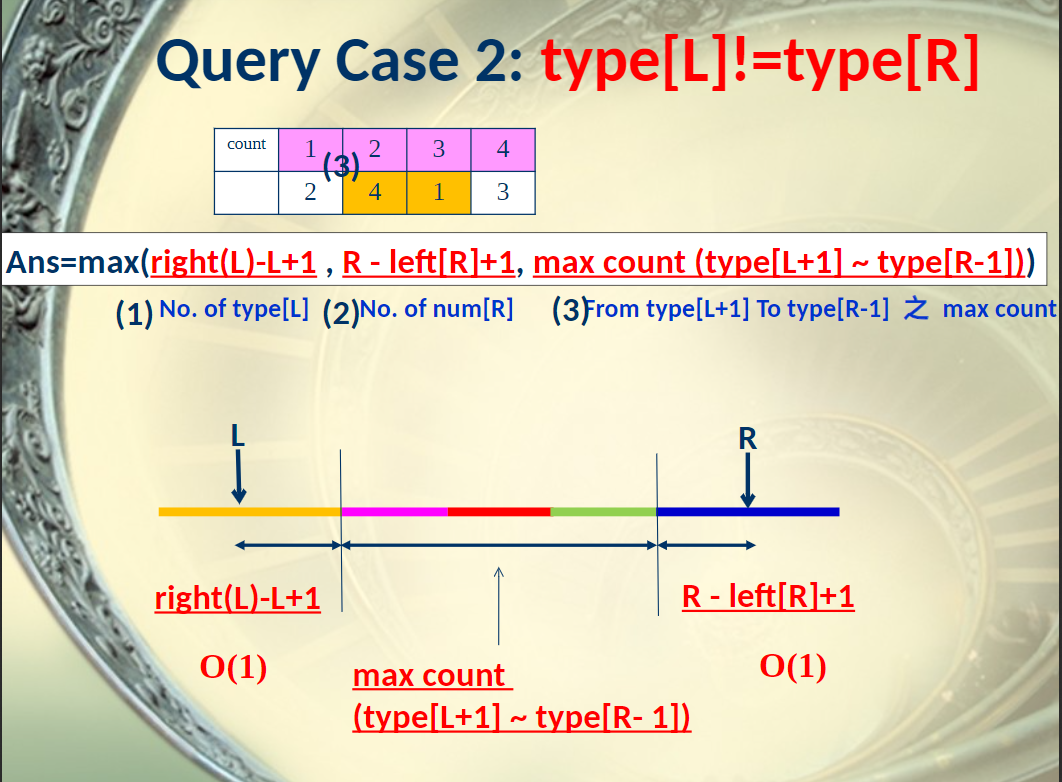 Query Case 2: type[L]!=type[R]
count 1 2 3 4
(3)
2 4 1 3
Ans=max(right(L)-L+1 , R - left[R]+1, max count (type[L+1] ~ type[R-1]))
(1) No. of type[L] (2) No. of num[R] (3) From type[L+1] To type[R-1] 之 max count
L R
right(L)-L+1 R - left[R]+1
O(1) O(1)
max count
(type[L+1] ~ type[R- 1])